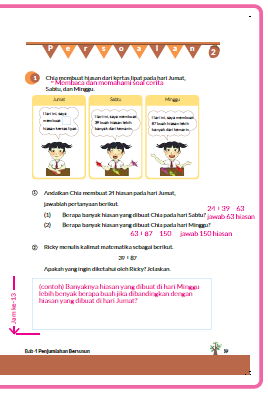 P e r s o a l a n 2
1 Chia membuat hiasan dari kertas lipat pada hari Jumat,
* Membaca dan memahami soal cerita
Sabtu, dan Minggu.
Jumat Sabtu Minggu
Hari ini, saya membuat hiasan kertas lipat.
Hari ini, saya membuat 39 buah hiasan lebih banyak dari kemarin.
Hari ini, saya membuat 87 buah hiasan lebih banyak dari kemarin.
① Andaikan Chia membuat 24 hiasan pada hari Jumat,
jawablah pertanyaan berikut.
24 + 39 63
(1) Berapa banyak hiasan yang dibuat Chia pada hari Sabtu? jawab 63 hiasan
(2) Berapa banyak hiasan yang dibuat Chia pada hari Minggu?
63 + 87 150 jawab 150 hiasan
② Ricky menulis kalimat matematika sebagai berikut.
39 + 87
Apakah yang ingin diketahui oleh Ricky? Jelaskan.
(contoh) Banyaknya hiasan yang dibuat di hari Minggu
lebih banyak berapa buah jika dibandingkan dengan
hiasan yang dibuat di hari Jumat?
Jam ke-13
Bab 4 Penjumlahan Bersusun 59